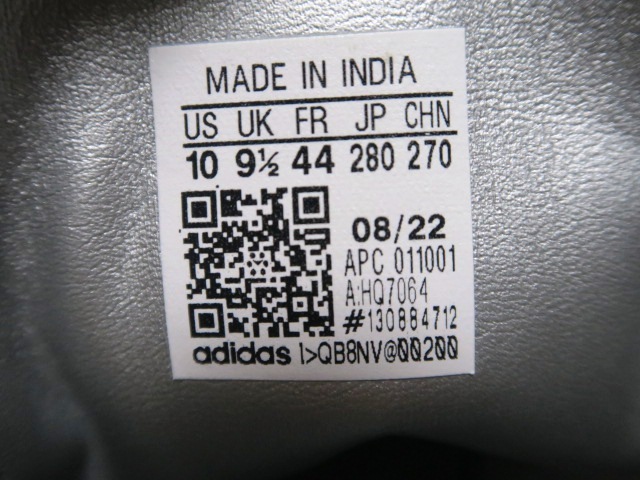 MADE IN INDIA
US UK FR JP CHN
10 9½ 44 280 270
08/22
APC 011001
A:HQ7064
#130884712
adidas I>QB8NV@00200